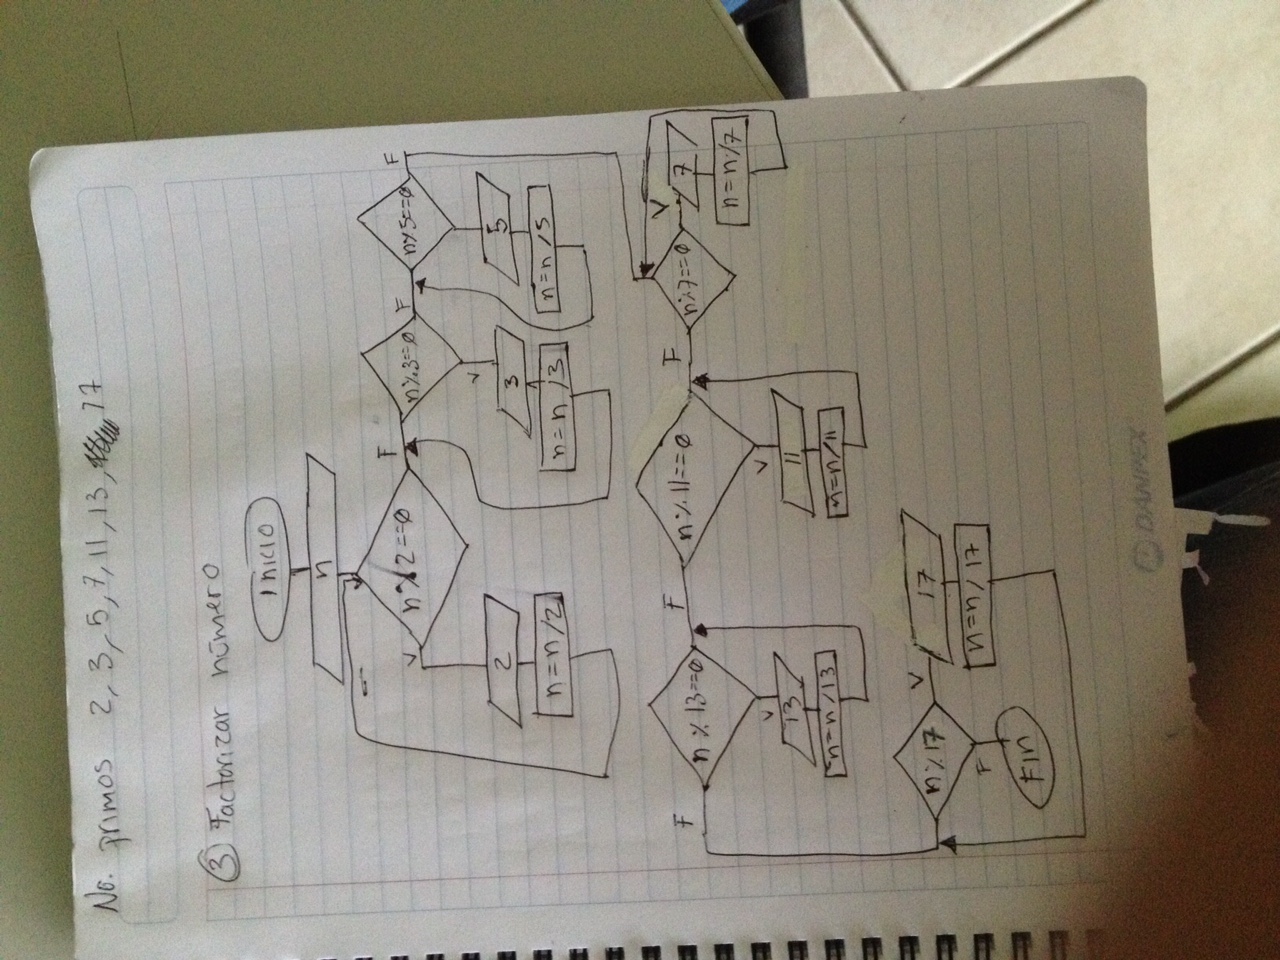 No. primos 2, 3, 5, 7, 11, 13, 17
③ Factorizar número
Inicio
n
n%2==0
V
F
2
n=n/2
n%3==0
F
V
3
n=n/3
n%5==0
F
5
n=n/5
n%7==0
V
F
7
n=n/7
n%11==0
F
V
11
n=n/11
n%13==0
F
V
13
n=n/13
n%17
V
17
n=n/17
F
Fin
DANPEX